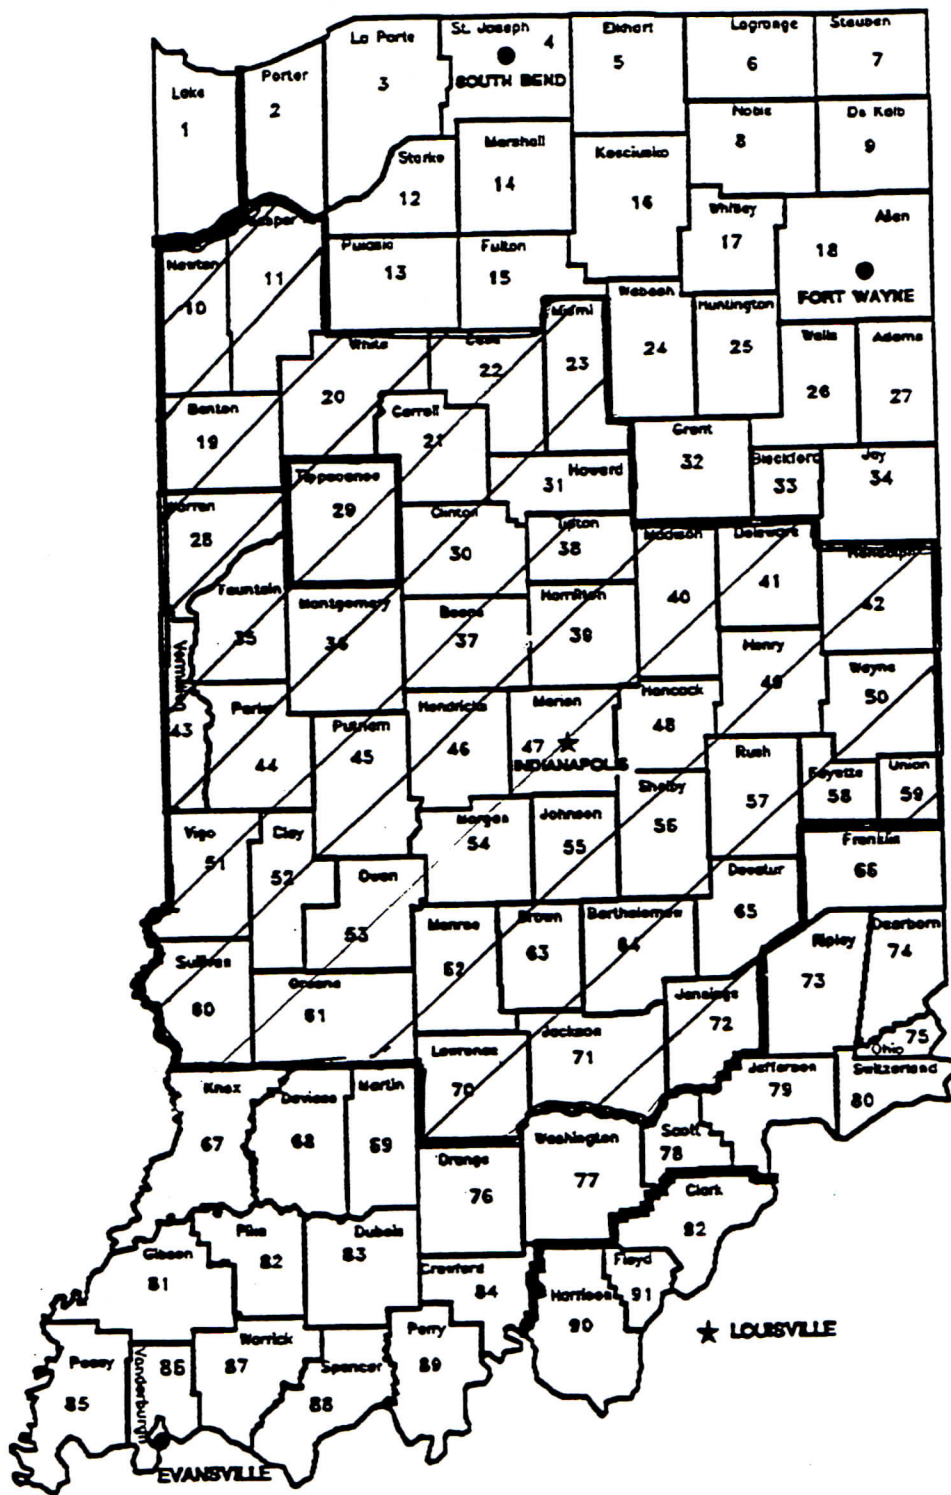 Lake
1
Porter
2
La Porte
3
St. Joseph
4
SOUTH BEND
Elkhart
5
Lagrange
6
Steuben
7
Noble
8
De Kalb
9
Starke
12
Marshall
14
Kosciusko
16
Whitley
17
Allen
18
FORT WAYNE
Newton
10
Jasper
11
Pulaski
13
Fulton
15
Wabash
24
Huntington
25
Wells
26
Adams
27
White
20
Cass
22
Miami
23
Benton
19
Carroll
21
Howard
31
Grant
32
Blackford
33
Jay
34
Warren
28
Tippecanoe
29
Clinton
30
Tipton
38
Madison
40
Delaware
41
Randolph
42
Fountain
35
Montgomery
36
Boone
37
Hamilton
39
Henry
49
Wayne
50
Vermillion
43
Parke
44
Putnam
45
Hendricks
46
Marion
47
INDIANAPOLIS
Hancock
48
Rush
57
Fayette
58
Union
59
Vigo
51
Clay
52
Owen
53
Morgan
54
Johnson
55
Shelby
56
Decatur
65
Franklin
66
Sullivan
60
Greene
61
Monroe
62
Brown
63
Bartholomew
64
Jennings
72
Ripley
73
Dearborn
74
75
Ohio
Lawrence
70
Jackson
71
Jefferson
79
Switzerland
80
Knox
67
Daviess
68
Martin
69
Orange
76
Washington
77
Scott
78
Clark
82
Gibson
81
Pike
82
Dubois
83
Crawford
84
Harrison
90
Floyd
91
LOUISVILLE
Posey
85
Vanderburgh
86
Warrick
87
Spencer
88
Perry
89
EVANSVILLE